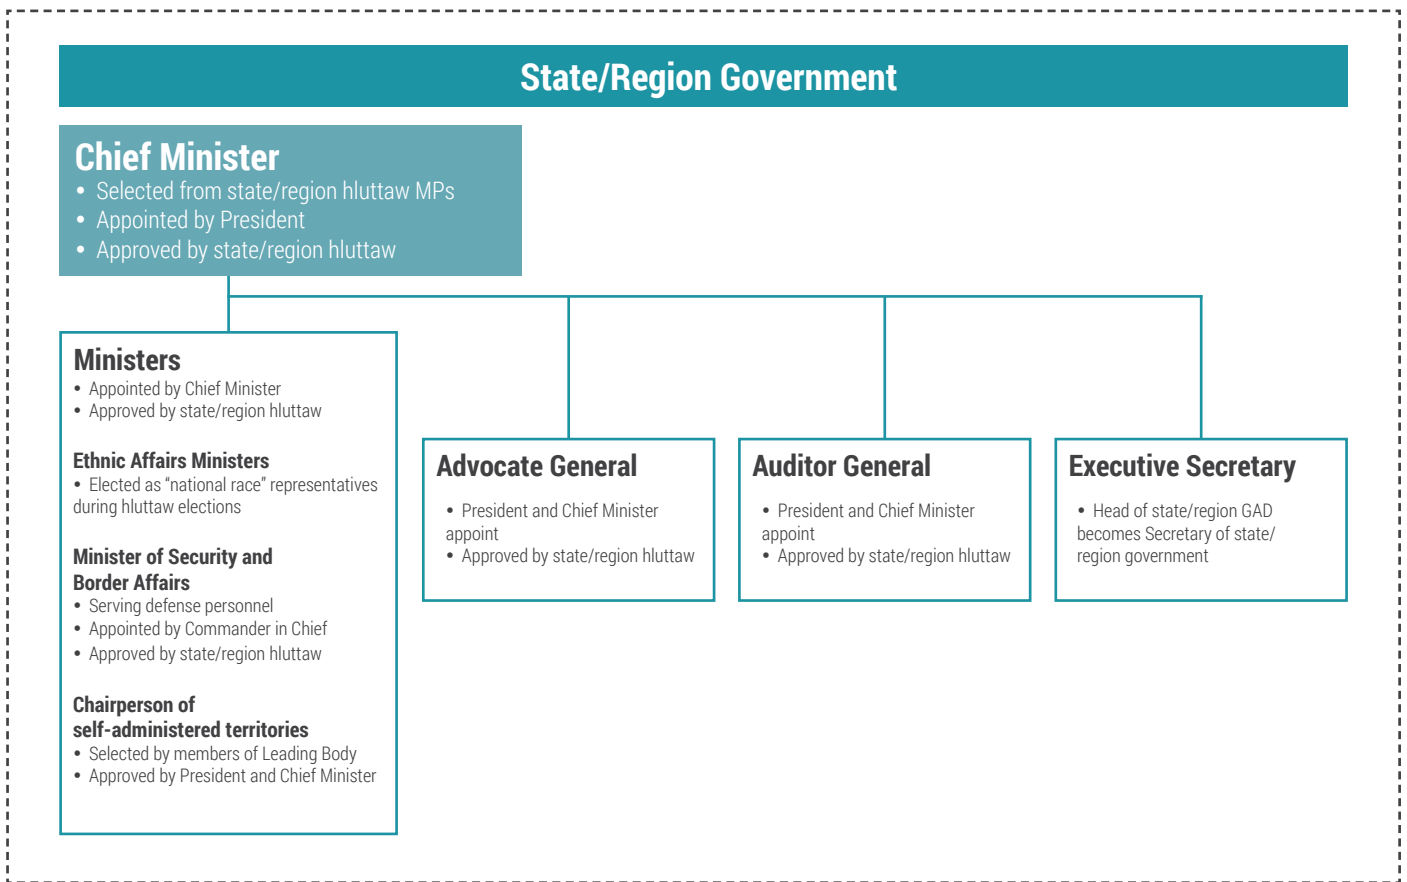 State/Region Government
Chief Minister
• Selected from state/region hluttaw MPs
• Appointed by President
• Approved by state/region hluttaw
Ministers
• Appointed by Chief Minister
• Approved by state/region hluttaw
Ethnic Affairs Ministers
• Elected as “national race” representatives
during hluttaw elections
Minister of Security and
Border Affairs
• Serving defense personnel
• Appointed by Commander in Chief
• Approved by state/region hluttaw
Chairperson of
self-administered territories
• Selected by members of Leading Body
• Approved by President and Chief Minister
Advocate General
• President and Chief Minister
appoint
• Approved by state/region hluttaw
Auditor General
• President and Chief Minister
appoint
• Approved by state/region hluttaw
Executive Secretary
• Head of state/region GAD
becomes Secretary of state/
region government